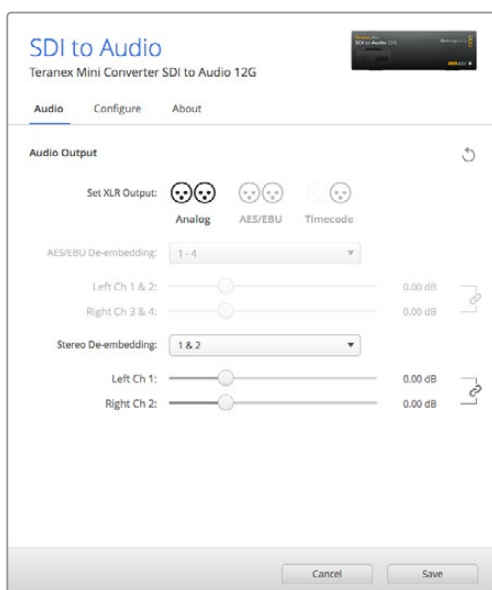 SDI to Audio
Teranex Mini Converter SDI to Audio 12G
Audio Configure About
Audio Output
Set XLR Output:
Analog AES/EBU Timecode
AES/EBU De-embedding: 1 - 4
Left Ch 1 & 2: 0.00 dB
Right Ch 3 & 4: 0.00 dB
Stereo De-embedding: 1 & 2
Left Ch 1: 0.00 dB
Right Ch 2: 0.00 dB
Cancel Save